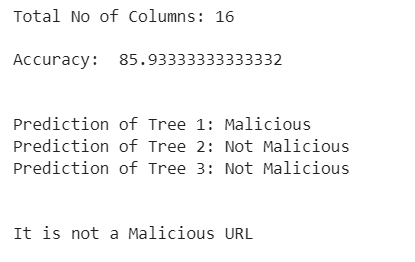 Total No of Columns: 16
Accuracy:  85.93333333333332
Prediction of Tree 1: Malicious
Prediction of Tree 2: Not Malicious
Prediction of Tree 3: Not Malicious
It is not a Malicious URL